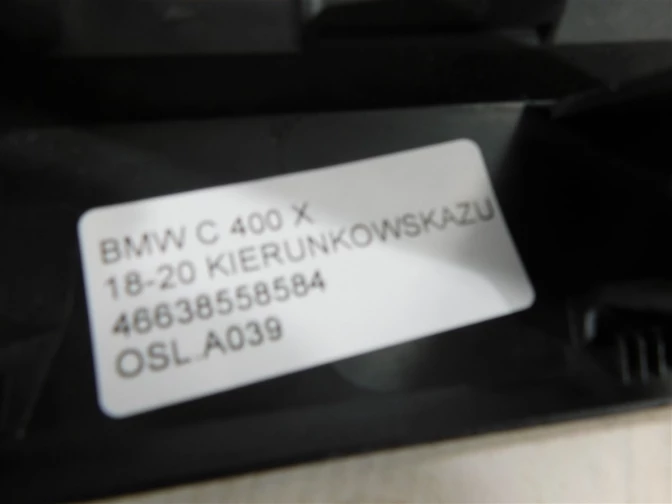 BMW C 400 X
18-20 KIERUNKOWSKAZU
46638558584
OSL.A039